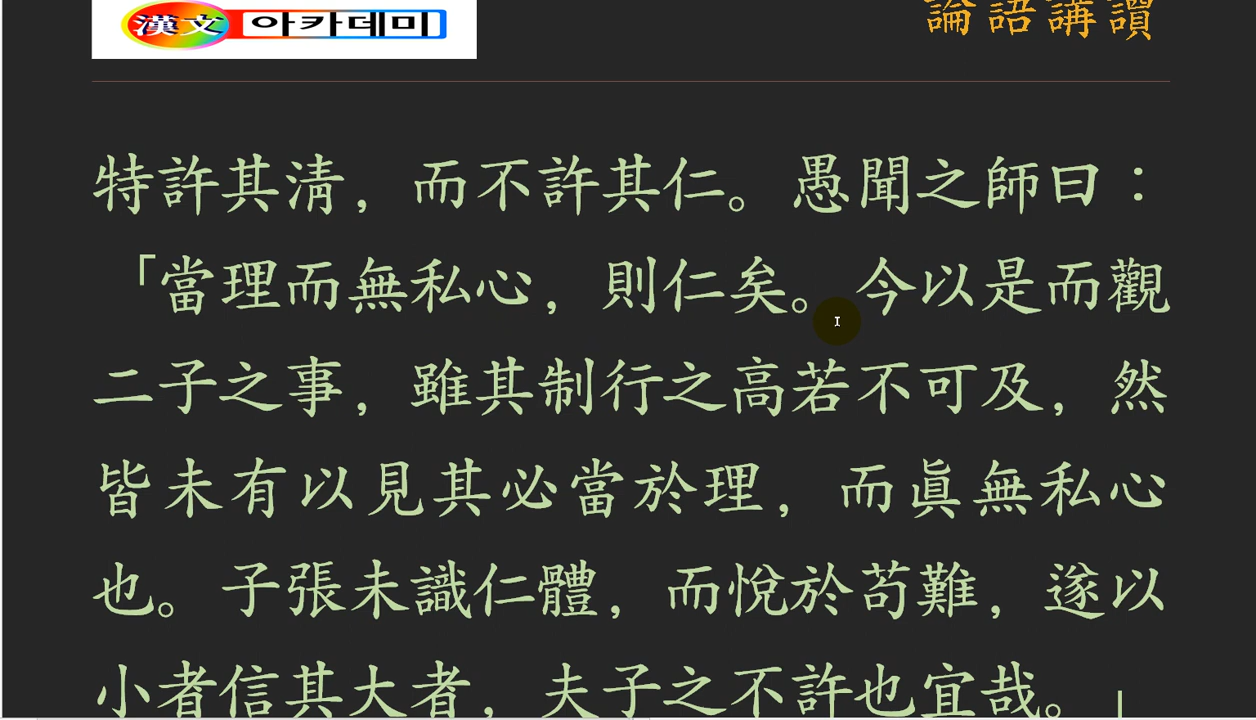 漢文 아카데미
論語講讀
特許其淸，而不許其仁。愚聞之師曰：
「當理而無私心，則仁矣。今以是而觀
二子之事，雖其制行之高若不可及，然
皆未有以見其必當於理，而眞無私心
也。子張未識仁體，而悅於苟難，遂以
小者信其大者，夫子之不許也宜哉。」